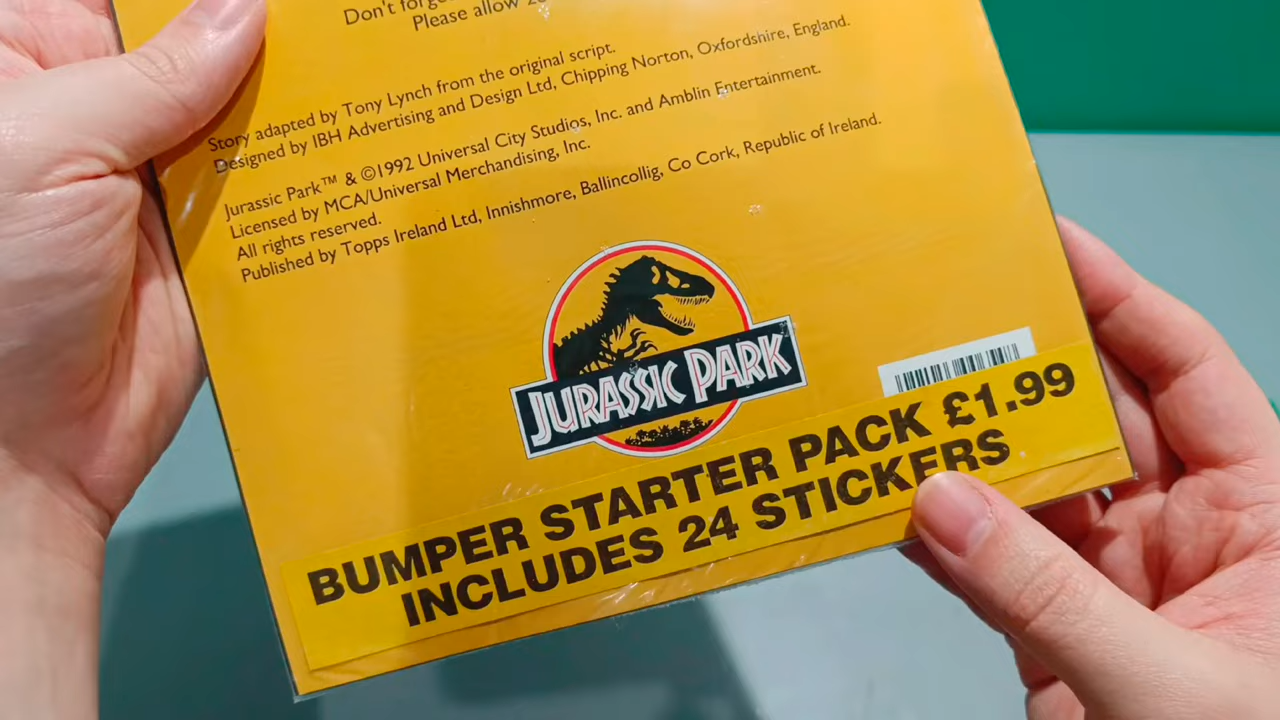 Don't forget
Please allow
Story adapted by Tony Lynch from the original script.
Designed by IBH Advertising and Design Ltd, Chipping Norton, Oxfordshire, England.
Jurassic Park™ & ©1992 Universal City Studios, Inc. and Amblin Entertainment.
Licensed by MCA/Universal Merchandising, Inc.
All rights reserved.
Published by Topps Ireland Ltd, Innishmore, Ballincollig, Co Cork, Republic of Ireland.
JURASSIC PARK
BUMPER STARTER PACK £1.99
INCLUDES 24 STICKERS